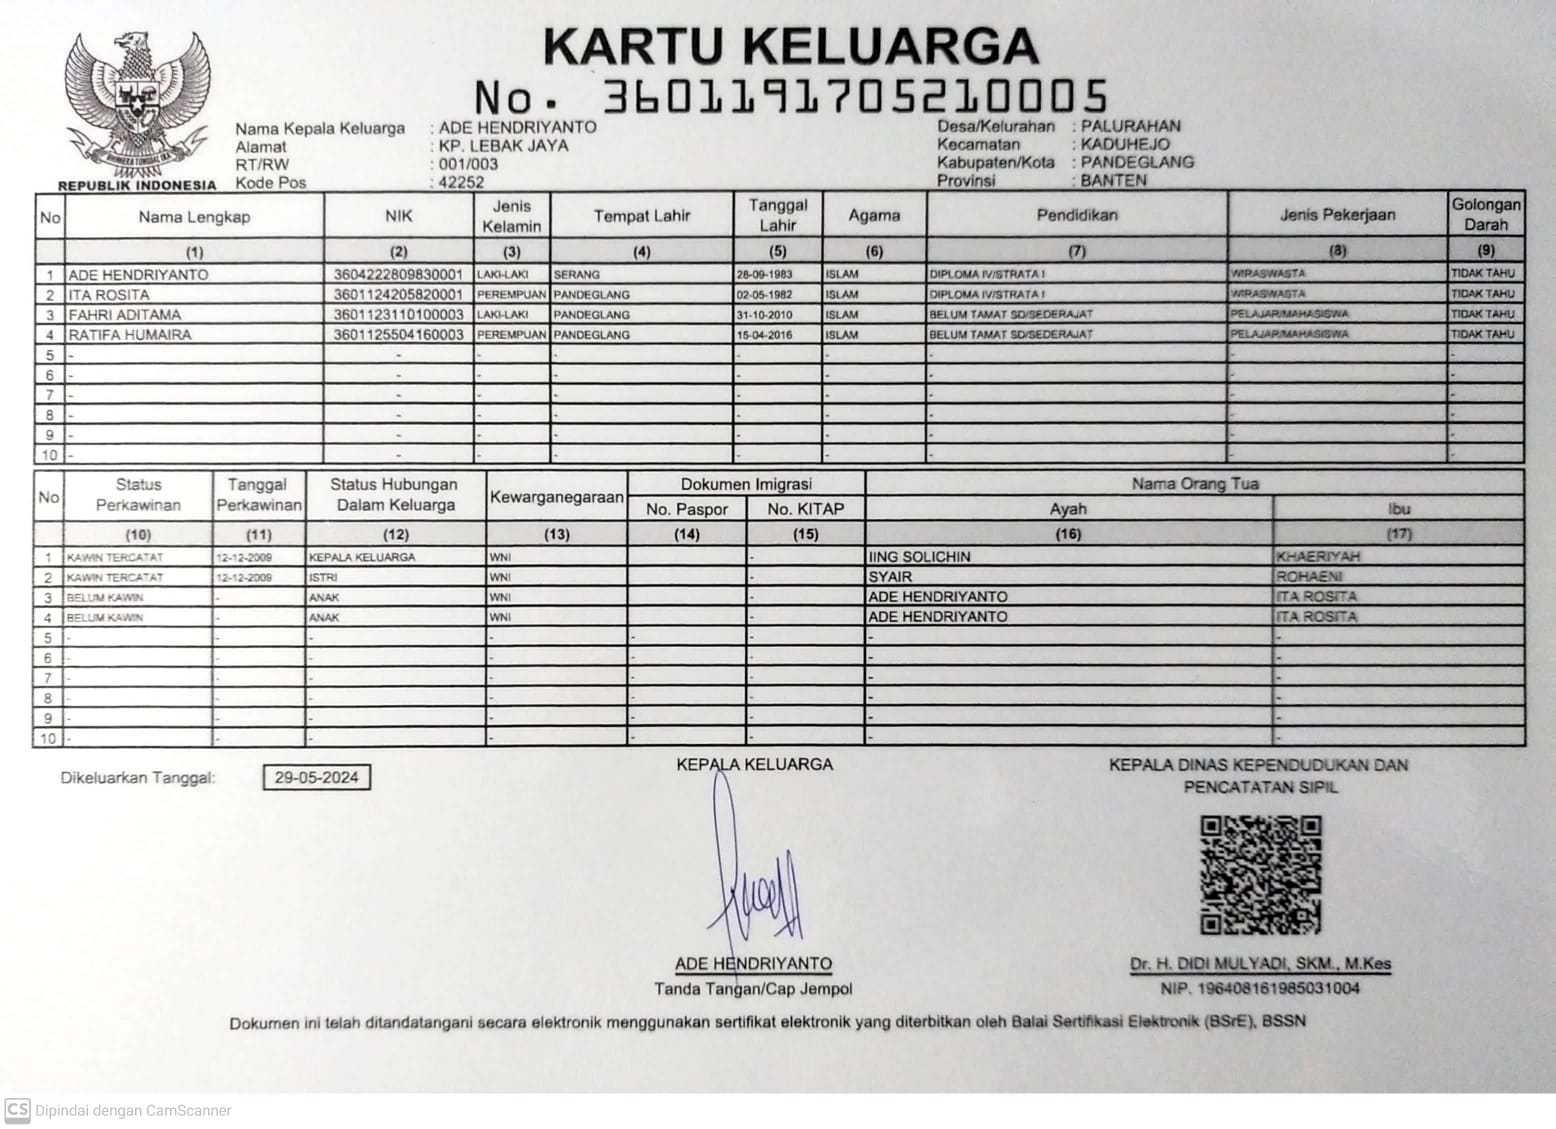 KARTU KELUARGA
No. 3601191705210005
Nama Kepala Keluarga : ADE HENDRIYANTO
Alamat : KP. LEBAK JAYA
RT/RW : 001/003
Kode Pos : 42252
Desa/Kelurahan : PALURAHAN
Kecamatan : KADUHEJO
Kabupaten/Kota : PANDEGLANG
Provinsi : BANTEN
BHINNEKA TUNGGAL IKA
REPUBLIK INDONESIA
No Nama Lengkap NIK Jenis Kelamin Tempat Lahir Tanggal Lahir Agama Pendidikan Jenis Pekerjaan Golongan Darah
(1) (2) (3) (4) (5) (6) (7) (8) (9)
1 ADE HENDRIYANTO 3604222809830001 LAKI-LAKI SERANG 28-09-1983 ISLAM DIPLOMA IV/STRATA I WIRASWASTA TIDAK TAHU
2 ITA ROSITA 3601124205820001 PEREMPUAN PANDEGLANG 02-05-1982 ISLAM DIPLOMA IV/STRATA I WIRASWASTA TIDAK TAHU
3 FAHRI ADITAMA 3601123110100003 LAKI-LAKI PANDEGLANG 31-10-2010 ISLAM BELUM TAMAT SD/SEDERAJAT PELAJAR/MAHASISWA TIDAK TAHU
4 RATIFA HUMAIRA 3601125504160003 PEREMPUAN PANDEGLANG 15-04-2016 ISLAM BELUM TAMAT SD/SEDERAJAT PELAJAR/MAHASISWA TIDAK TAHU
5 - - - - - - - - -
6 - - - - - - - - -
7 - - - - - - - - -
8 - - - - - - - - -
9 - - - - - - - - -
10 - - - - - - - - -
No Status Perkawinan Tanggal Perkawinan Status Hubungan Dalam Keluarga Kewarganegaraan Dokumen Imigrasi Nama Orang Tua
No. Paspor No. KITAP Ayah Ibu
(10) (11) (12) (13) (14) (15) (16) (17)
1 KAWIN TERCATAT 12-12-2009 KEPALA KELUARGA WNI - IING SOLICHIN KHAERIYAH
2 KAWIN TERCATAT 12-12-2009 ISTRI WNI - SYAIR ROHAENI
3 BELUM KAWIN - ANAK WNI - ADE HENDRIYANTO ITA ROSITA
4 BELUM KAWIN - ANAK WNI - ADE HENDRIYANTO ITA ROSITA
5 - - - - - - - -
6 - - - - - - - -
7 - - - - - - - -
8 - - - - - - - -
9 - - - - - - - -
10 - - - - - - - -
Dikeluarkan Tanggal: 29-05-2024
KEPALA KELUARGA
ADE HENDRIYANTO
Tanda Tangan/Cap Jempol
KEPALA DINAS KEPENDUDUKAN DAN
PENCATATAN SIPIL
Dr. H. DIDI MULYADI, SKM., M.Kes
NIP. 196408161985031004
Dokumen ini telah ditandatangani secara elektronik menggunakan sertifikat elektronik yang diterbitkan oleh Balai Sertifikasi Elektronik (BSrE), BSSN
CS Dipindai dengan CamScanner